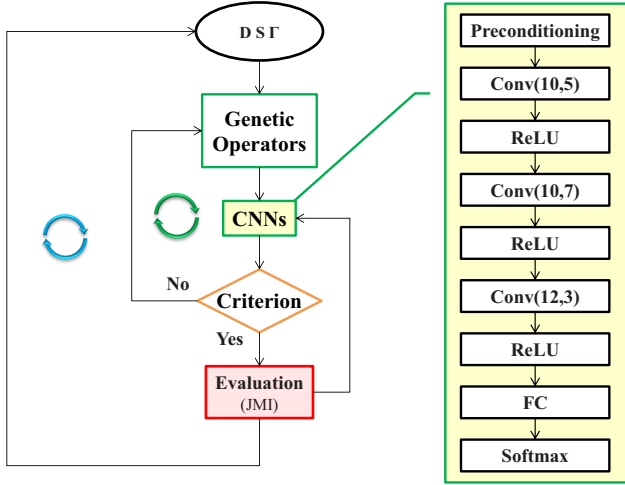 D S Γ
Genetic
Operators
CNNs
No
Criterion
Yes
Evaluation
(JMI)
Preconditioning
Conv(10,5)
ReLU
Conv(10,7)
ReLU
Conv(12,3)
ReLU
FC
Softmax